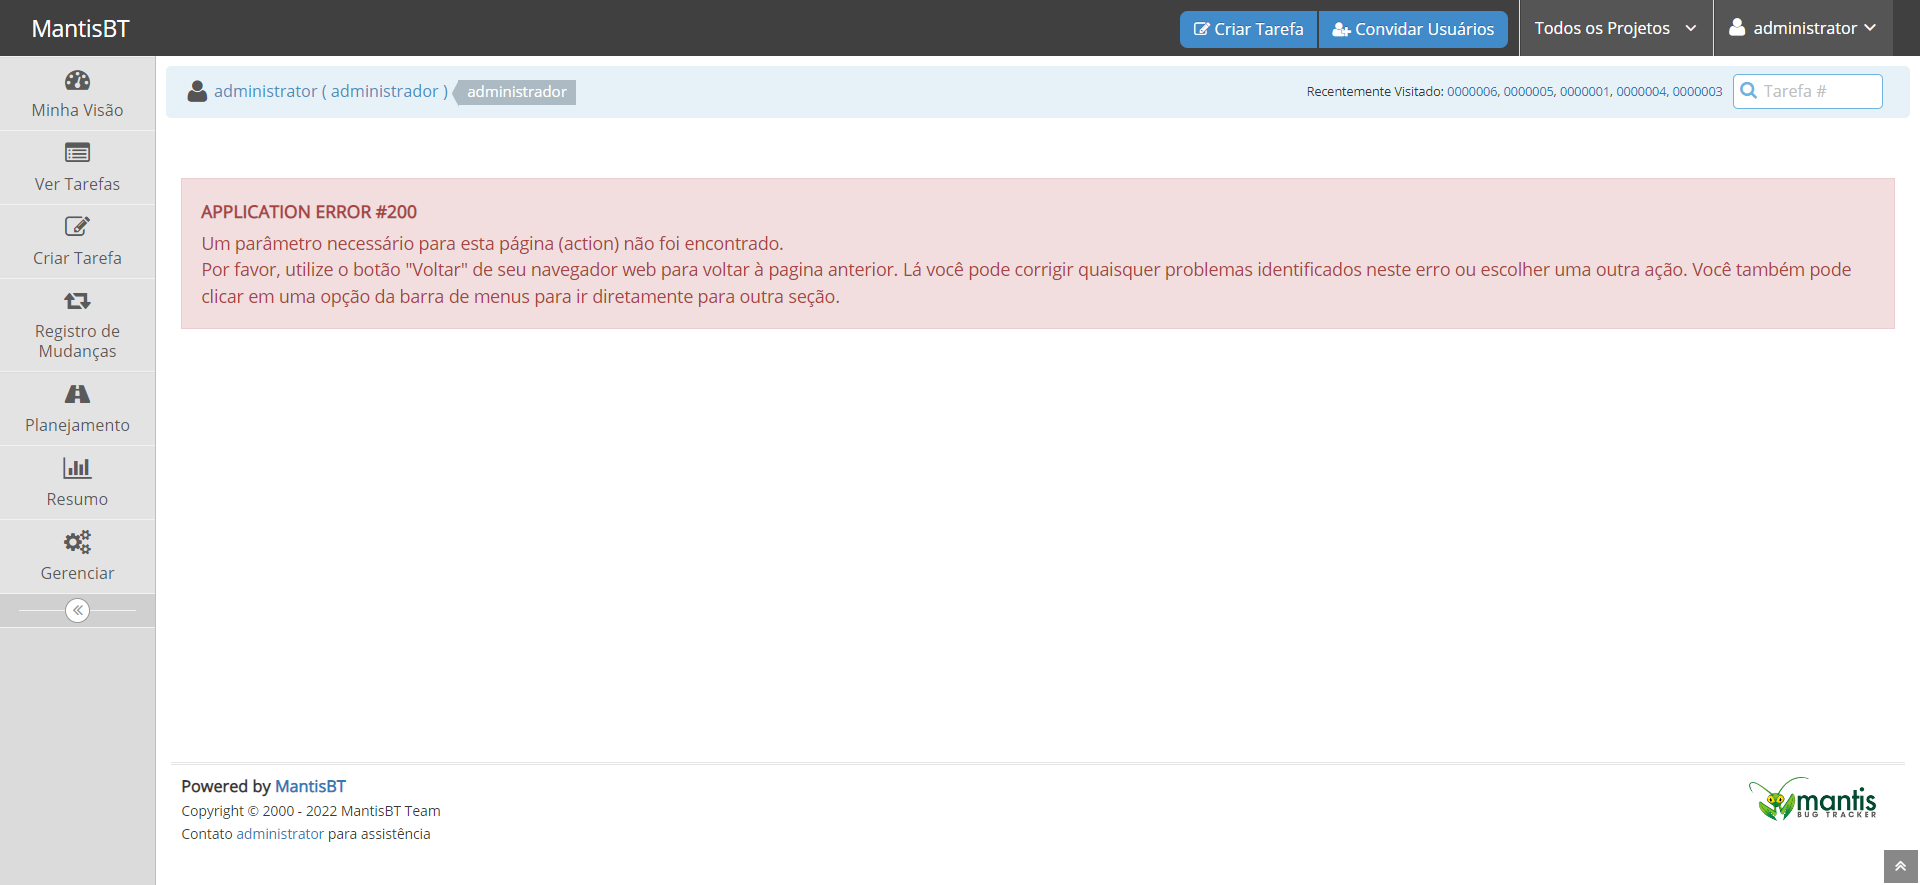 MantisBT
Criar Tarefa
Convidar Usuários
Todos os Projetos
administrator
Minha Visão
Ver Tarefas
Criar Tarefa
Registro de
Mudanças
Planejamento
Resumo
Gerenciar
administrator ( administrador )
administrador
Recentemente Visitado: 0000006, 0000005, 0000001, 0000004, 0000003
Tarefa #
APPLICATION ERROR #200
Um parâmetro necessário para esta página (action) não foi encontrado.
Por favor, utilize o botão "Voltar" de seu navegador web para voltar à pagina anterior. Lá você pode corrigir quaisquer problemas identificados neste erro ou escolher uma outra ação. Você também pode
clicar em uma opção da barra de menus para ir diretamente para outra seção.
Powered by MantisBT
Copyright © 2000 - 2022 MantisBT Team
Contato administrator para assistência
mantis
BUG TRACKER